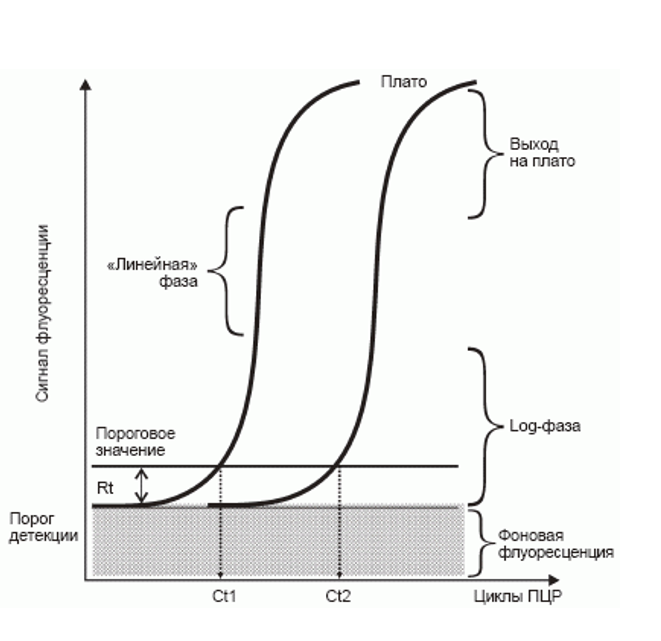 Плато
Выход
на плато
«Линейная»
фаза
Сигнал флуоресценции
Log-фаза
Пороговое
значение
Rt
Порог
детекции
Фоновая
флуоресценция
Ct1
Ct2
Циклы ПЦР